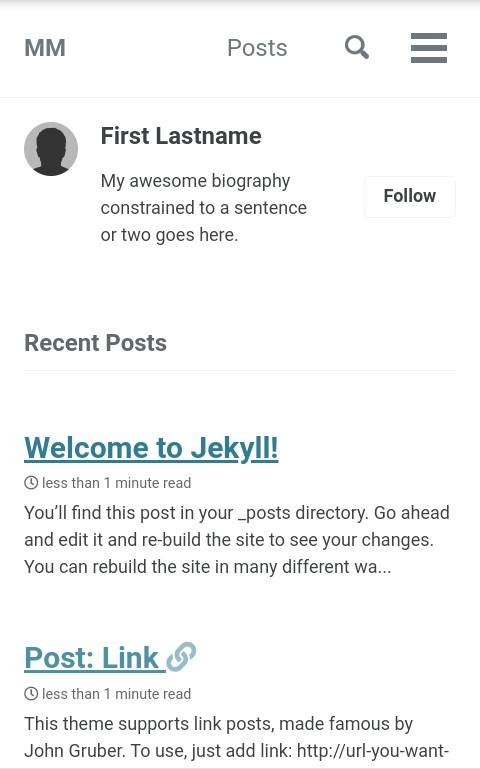 MM
Posts
First Lastname
My awesome biography
constrained to a sentence
or two goes here.
Follow
Recent Posts
Welcome to Jekyll!
less than 1 minute read
You’ll find this post in your _posts directory. Go ahead
and edit it and re-build the site to see your changes.
You can rebuild the site in many different wa...
Post: Link
less than 1 minute read
This theme supports link posts, made famous by
John Gruber. To use, just add link: http://url-you-want-